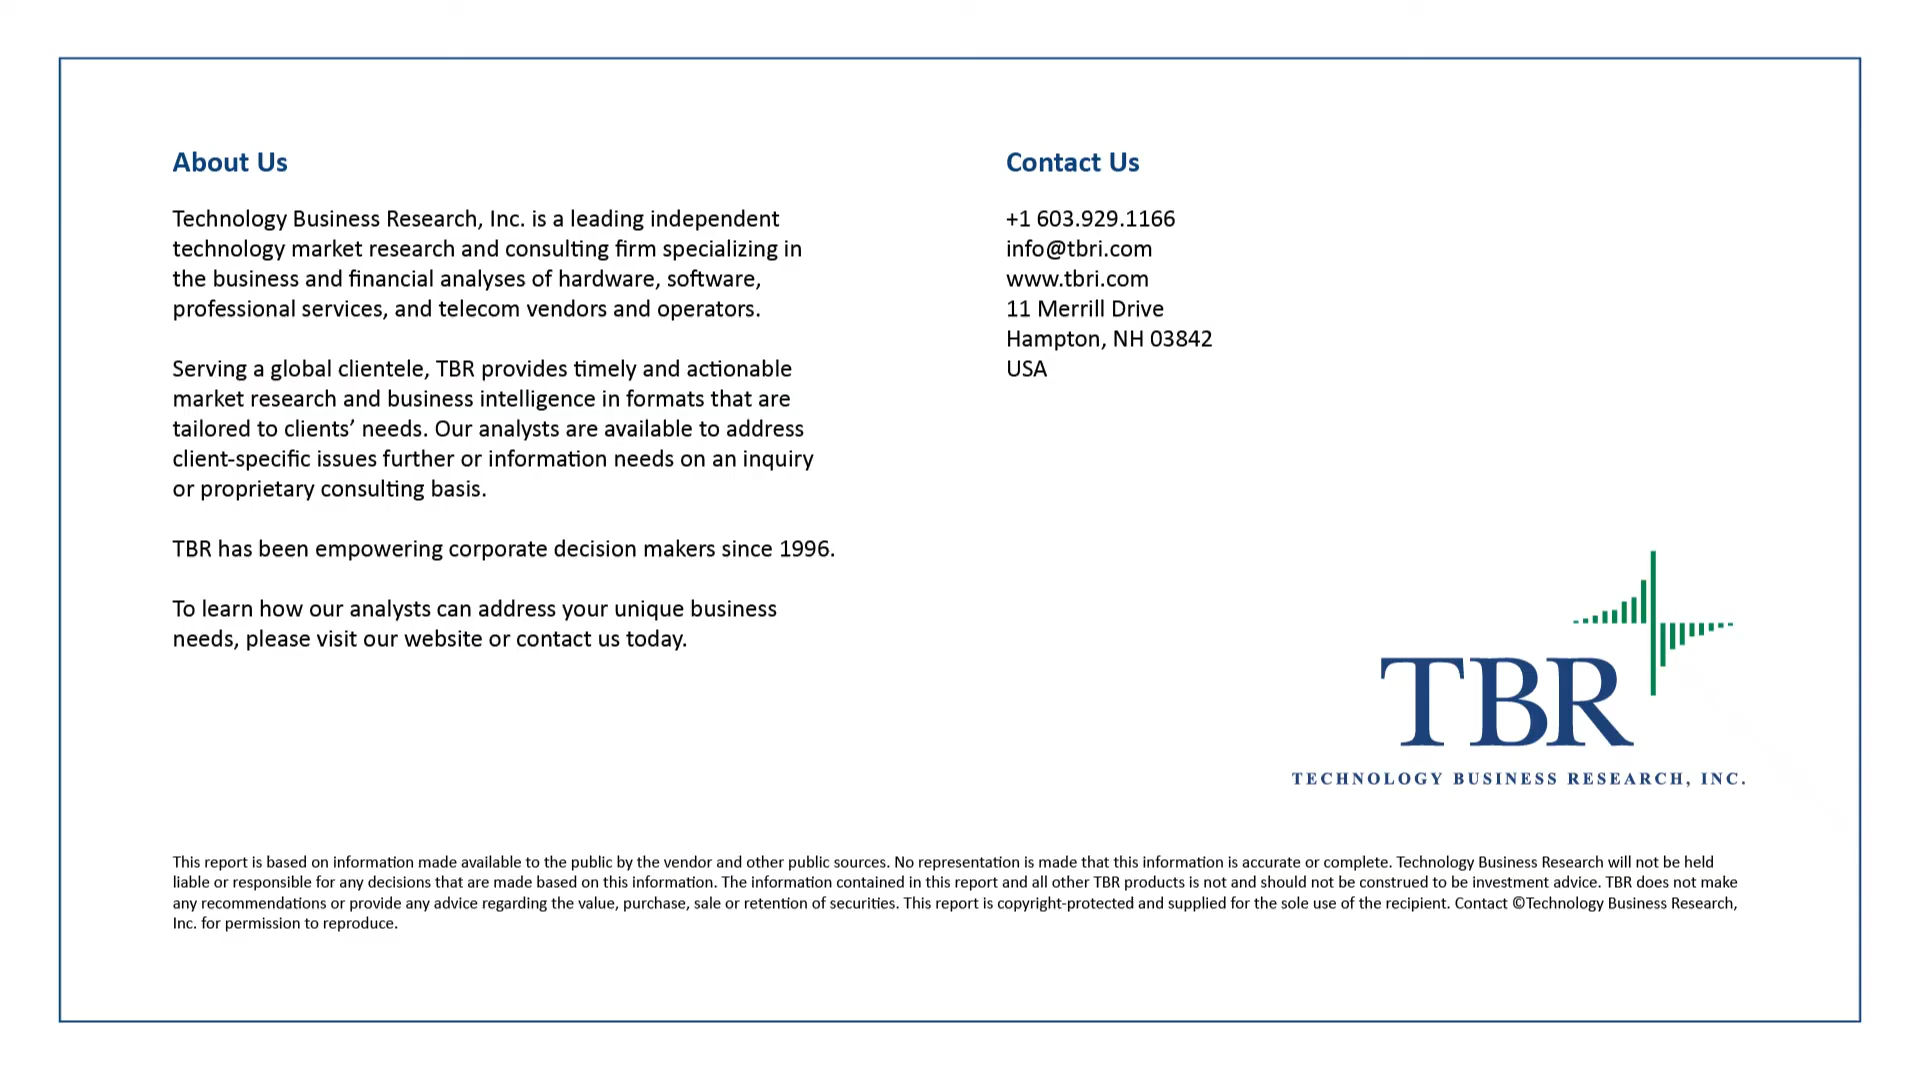 About Us
Technology Business Research, Inc. is a leading independent
technology market research and consulting firm specializing in
the business and financial analyses of hardware, software,
professional services, and telecom vendors and operators.
Serving a global clientele, TBR provides timely and actionable
market research and business intelligence in formats that are
tailored to clients’ needs. Our analysts are available to address
client-specific issues further or information needs on an inquiry
or proprietary consulting basis.
TBR has been empowering corporate decision makers since 1996.
To learn how our analysts can address your unique business
needs, please visit our website or contact us today.
Contact Us
+1 603.929.1166
info@tbri.com
www.tbri.com
11 Merrill Drive
Hampton, NH 03842
USA
TBR
TECHNOLOGY BUSINESS RESEARCH, INC.
This report is based on information made available to the public by the vendor and other public sources. No representation is made that this information is accurate or complete. Technology Business Research will not be held
liable or responsible for any decisions that are made based on this information. The information contained in this report and all other TBR products is not and should not be construed to be investment advice. TBR does not make
any recommendations or provide any advice regarding the value, purchase, sale or retention of securities. This report is copyright-protected and supplied for the sole use of the recipient. Contact ©Technology Business Research,
Inc. for permission to reproduce.